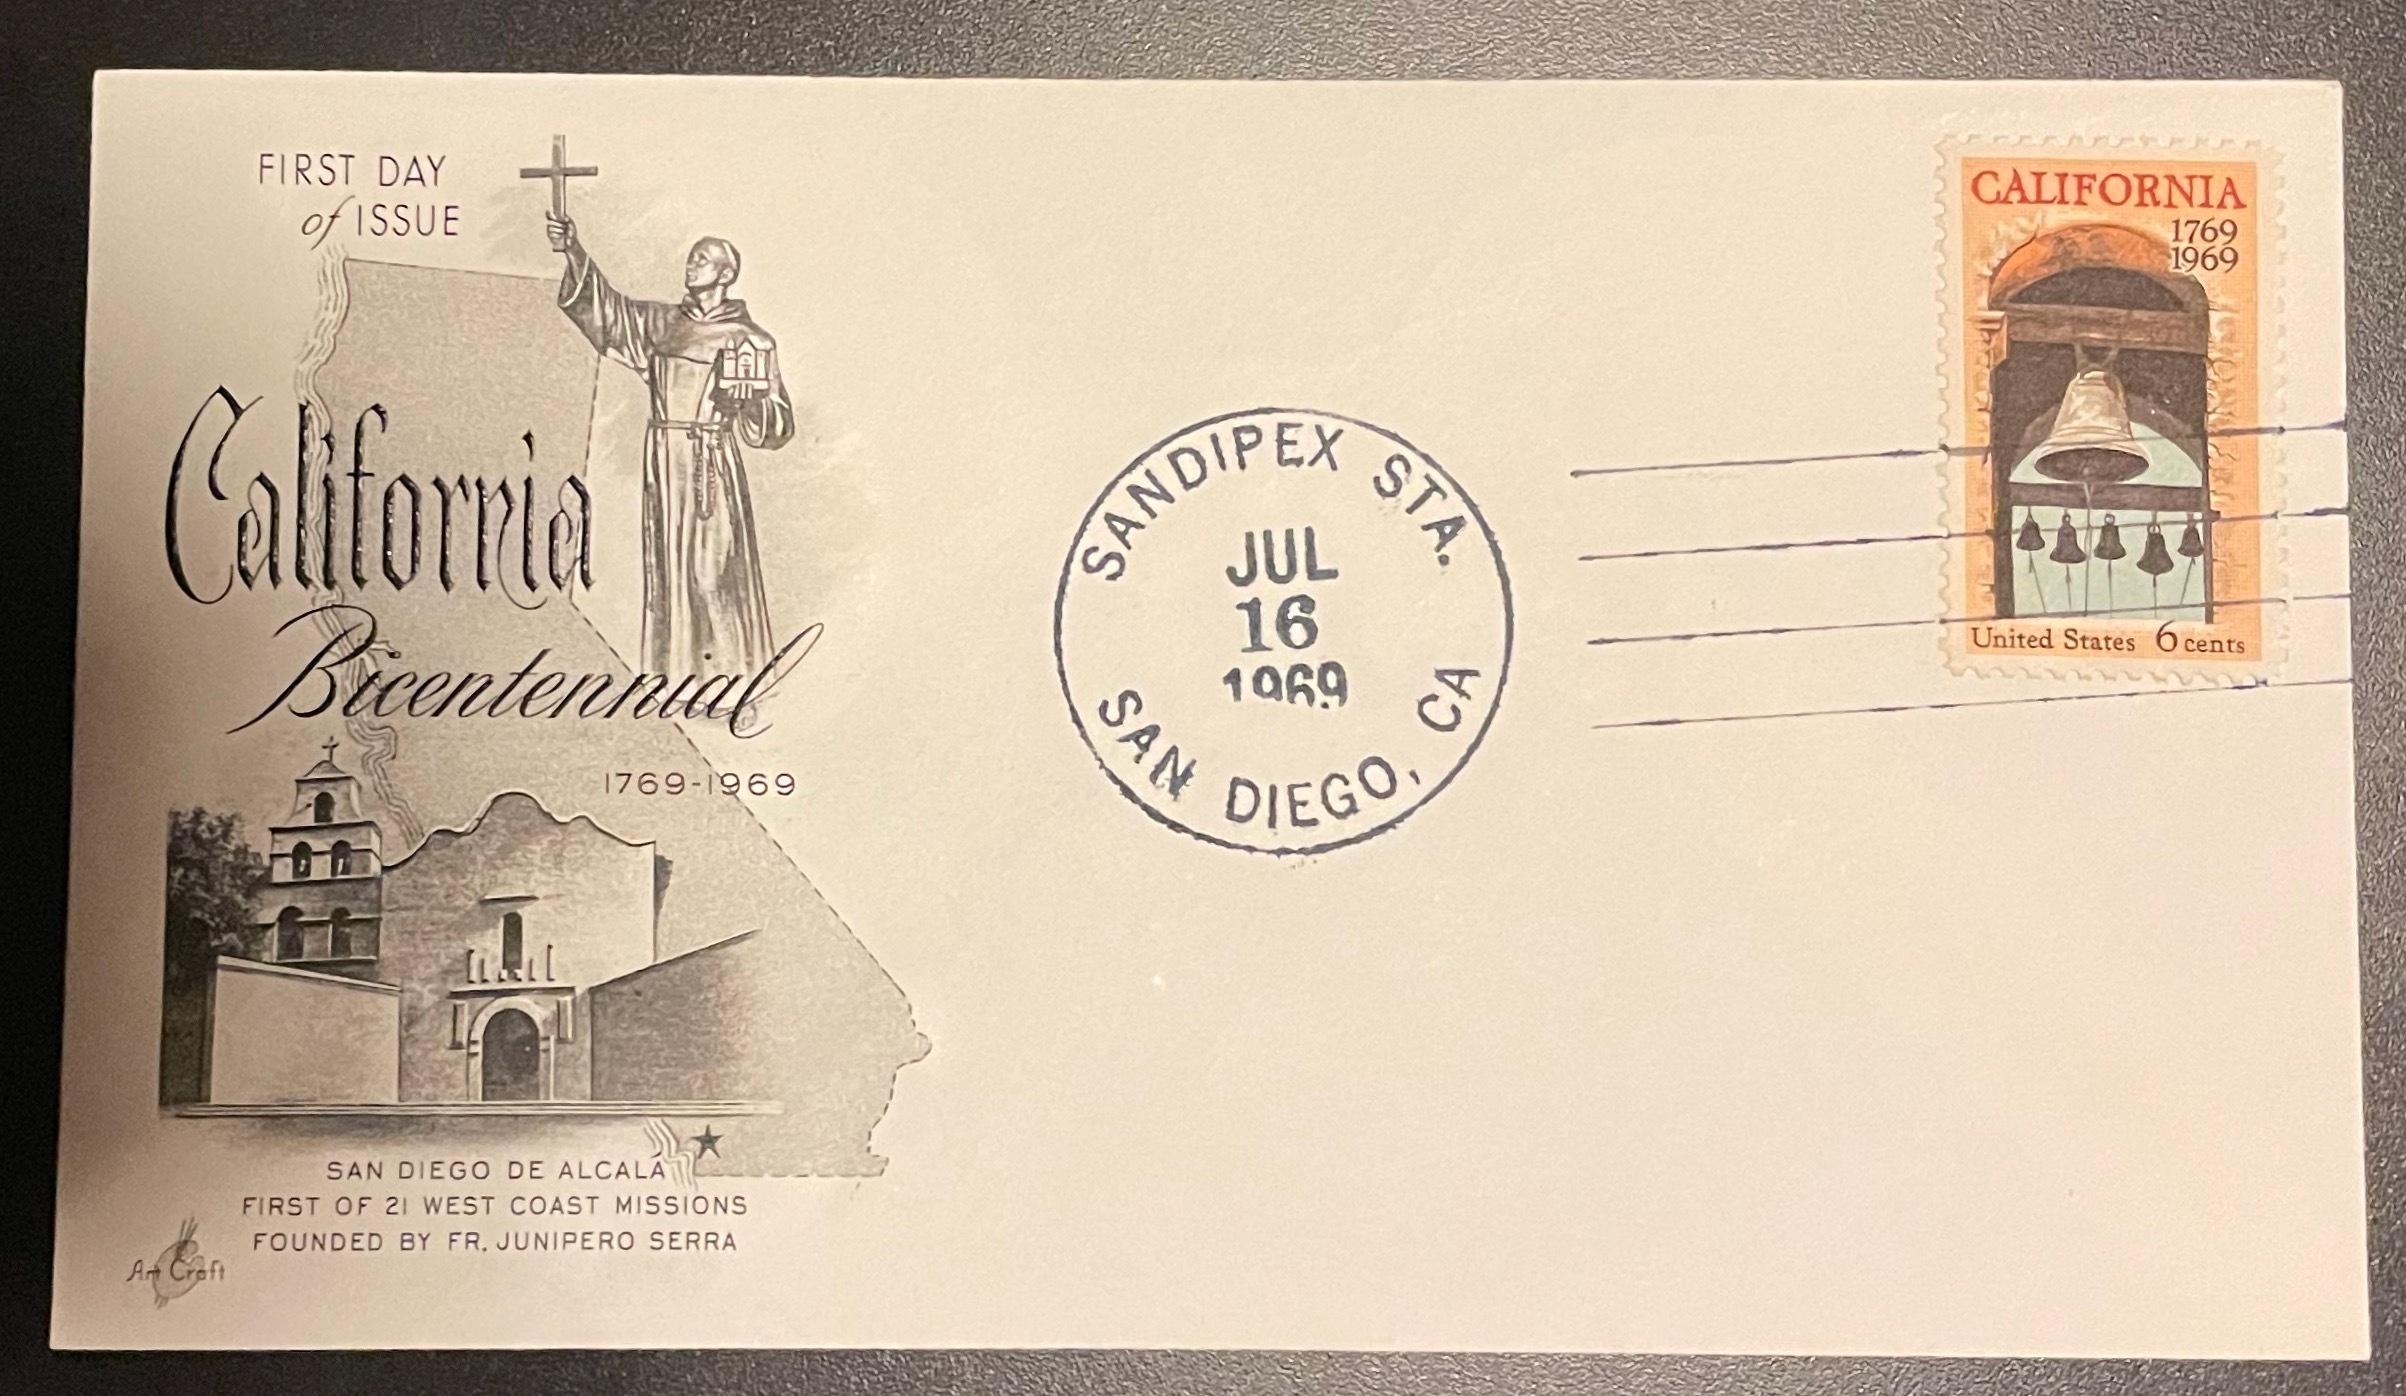 FIRST DAY
of ISSUE
California
Bicentennial
1769-1969
SAN DIEGO DE ALCALA
FIRST OF 21 WEST COAST MISSIONS
FOUNDED BY FR. JUNIPERO SERRA
Art Craft
SANDIPEX STA.
JUL
16
1969
SAN DIEGO, CA
CALIFORNIA
1769
1969
United States 6 cents